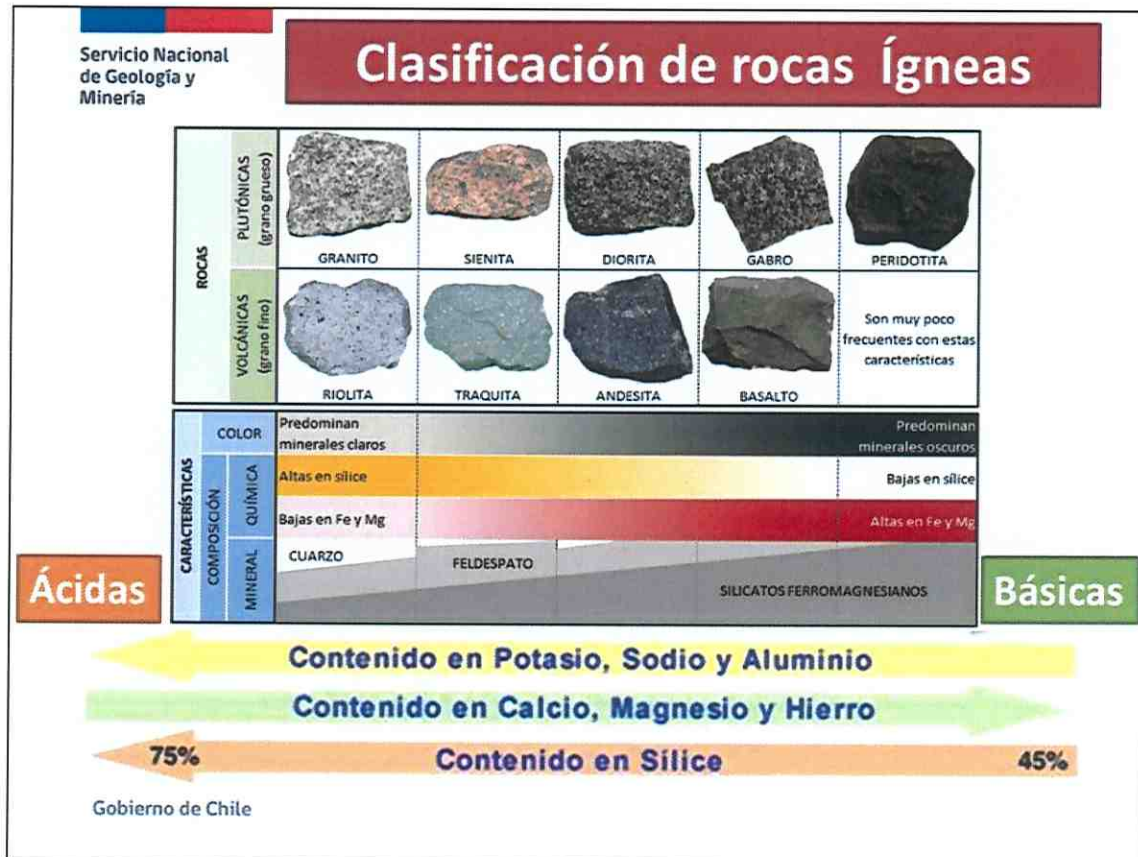 Servicio Nacional
de Geología y
Minería
Clasificación de rocas Ígneas
ROCAS
PLUTÓNICAS
(grano grueso)
GRANITO
SIENITA
DIORITA
GABRO
PERIDOTITA
VOLCÁNICAS
(grano fino)
RIOLITA
TRAQUITA
ANDESITA
BASALTO
Son muy poco
frecuentes con estas
características
CARACTERÍSTICAS
COLOR
Predominan
minerales claros
Predominan
minerales oscuros
COMPOSICIÓN
QUÍMICA
Altas en sílice
Bajas en sílice
Bajas en Fe y Mg
Altas en Fe y Mg
MINERAL
CUARZO
FELDESPATO
SILICATOS FERROMAGNESIANOS
Ácidas
Básicas
Contenido en Potasio, Sodio y Aluminio
Contenido en Calcio, Magnesio y Hierro
75%
Contenido en Sílice
45%
Gobierno de Chile